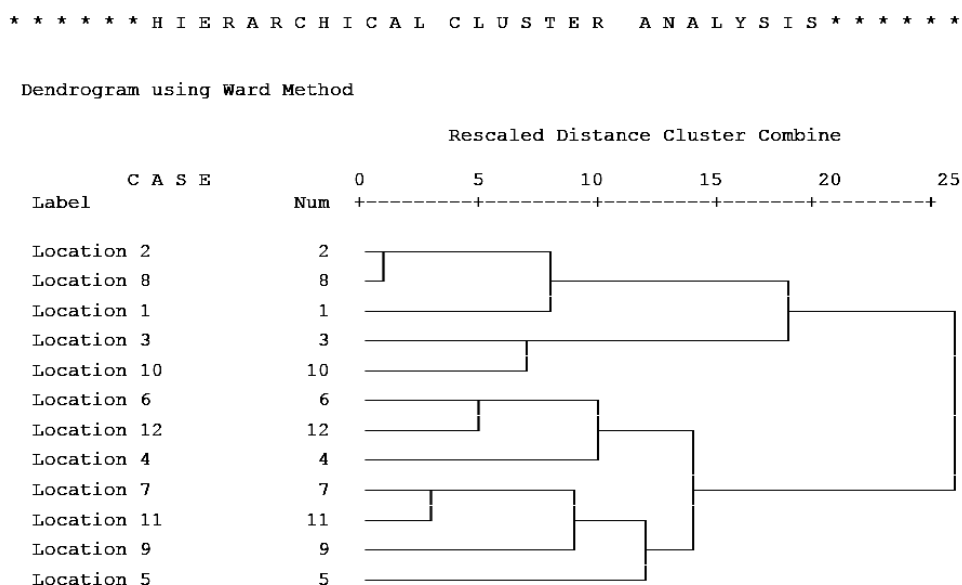 * * * * * * H I E R A R C H I C A L C L U S T E R A N A L Y S I S * * * * * *
Dendrogram using Ward Method
Rescaled Distance Cluster Combine
C A S E 0 5 10 15 20 25
Label Num +---------+---------+---------+---------+---------+
Location 2 2
Location 8 8
Location 1 1
Location 3 3
Location 10 10
Location 6 6
Location 12 12
Location 4 4
Location 7 7
Location 11 11
Location 9 9
Location 5 5